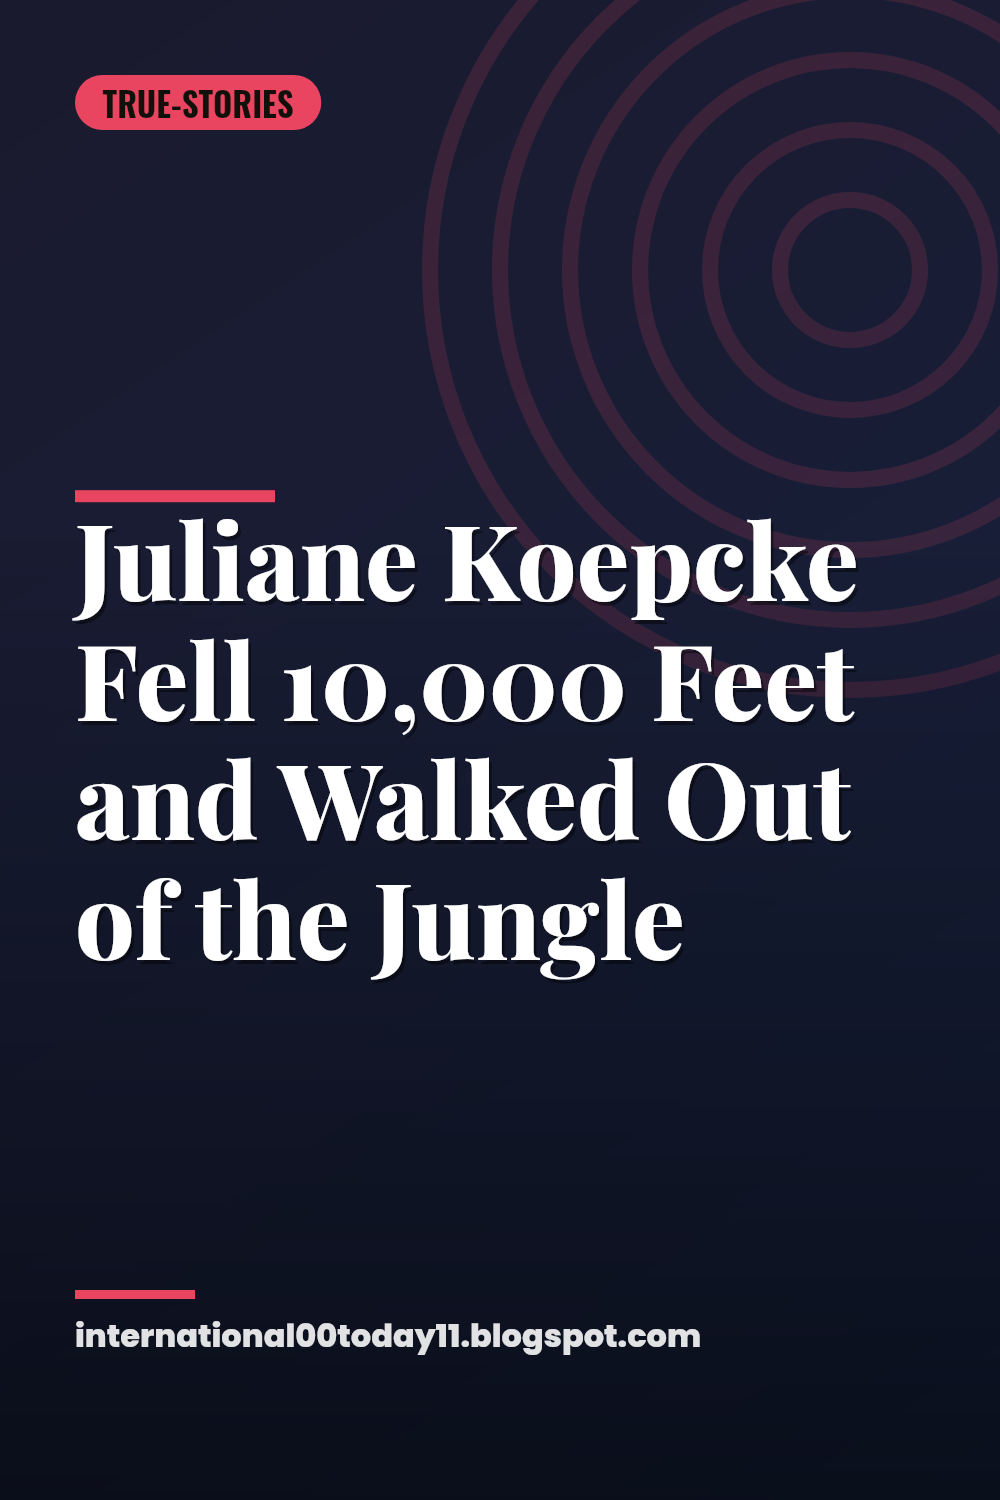 TRUE-STORIES
Juliane Koepcke
Fell 10,000 Feet
and Walked Out
of the Jungle
international00today11.blogspot.com